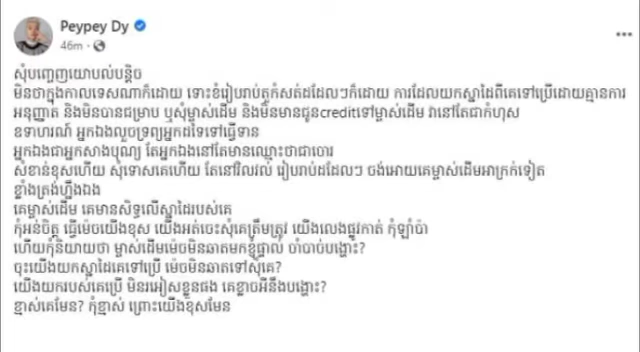 Peypey Dy
46m ·
សុំបញ្ចេញយោបល់បន្តិច
មិនថាក្នុងកាលៈទេសណាក៏ដោយ ទោះខំរៀបរាប់តួកំសត់ដដែលៗក៏ដោយ ការដែលយកស្នាដៃពីគេទៅប្រើដោយគ្មានការ
អនុញ្ញាត និងមិនបានជម្រាប ឬសុំម្ចាស់ដើម និងមិនមានជូនcreditទៅម្ចាស់ដើម វានៅតែជាកំហុស
ឧទាហរណ៍ អ្នកឯងលួចទ្រព្យអ្នកដទៃទៅធ្វើទាន
អ្នកឯងជាអ្នកសាងបុណ្យ តែអ្នកឯងនៅតែមានឈ្មោះថាជាចោរ
សំខាន់ខុសហើយ សុំទោសគេហើយ តែនៅវិលវល់ រៀបរាប់ដដែលៗ ចង់អោយគេម្ចាស់ដើមអាក្រក់ទៀត
ខ្លាំងត្រង់ហ្នឹងឯង
គេម្ចាស់ដើម គេមានសិទ្ធលើស្នាដៃរបស់គេ
កុំអន់ចិត្ត ធ្វើម៉េចយើងខុស យើងអត់ចេះសុំគេត្រឹមត្រូវ យើងលេងផ្លូវកាត់ កុំឡាំប៉ា
ហើយកុំនិយាយថា ម្ចាស់ដើមម៉េចមិនឆាតមកខ្ញុំផ្ទាល់ ចាំបាច់បង្ហោះ?
ចុះយើងយកស្នាដៃគេទៅប្រើ ម៉េចមិនឆាតទៅសុំគេ?
យើងយករបស់គេប្រើ មិនរអៀសខ្លួនផង គេខ្លាចអីនឹងបង្ហោះ?
ខ្មាស់គេមែន? កុំខ្មាស់ ព្រោះយើងខុសមែន